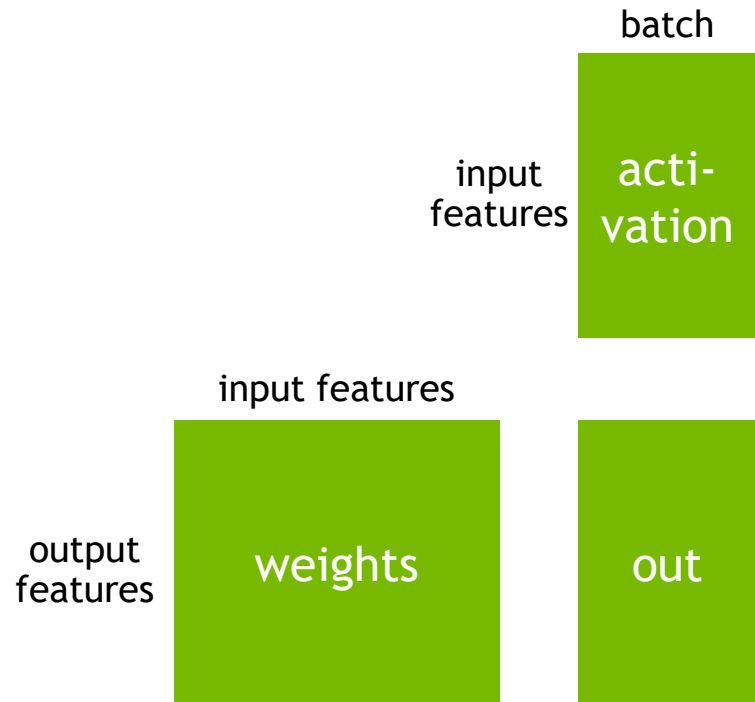 batch
input
features
acti-
vation
input features
output
features
weights
out